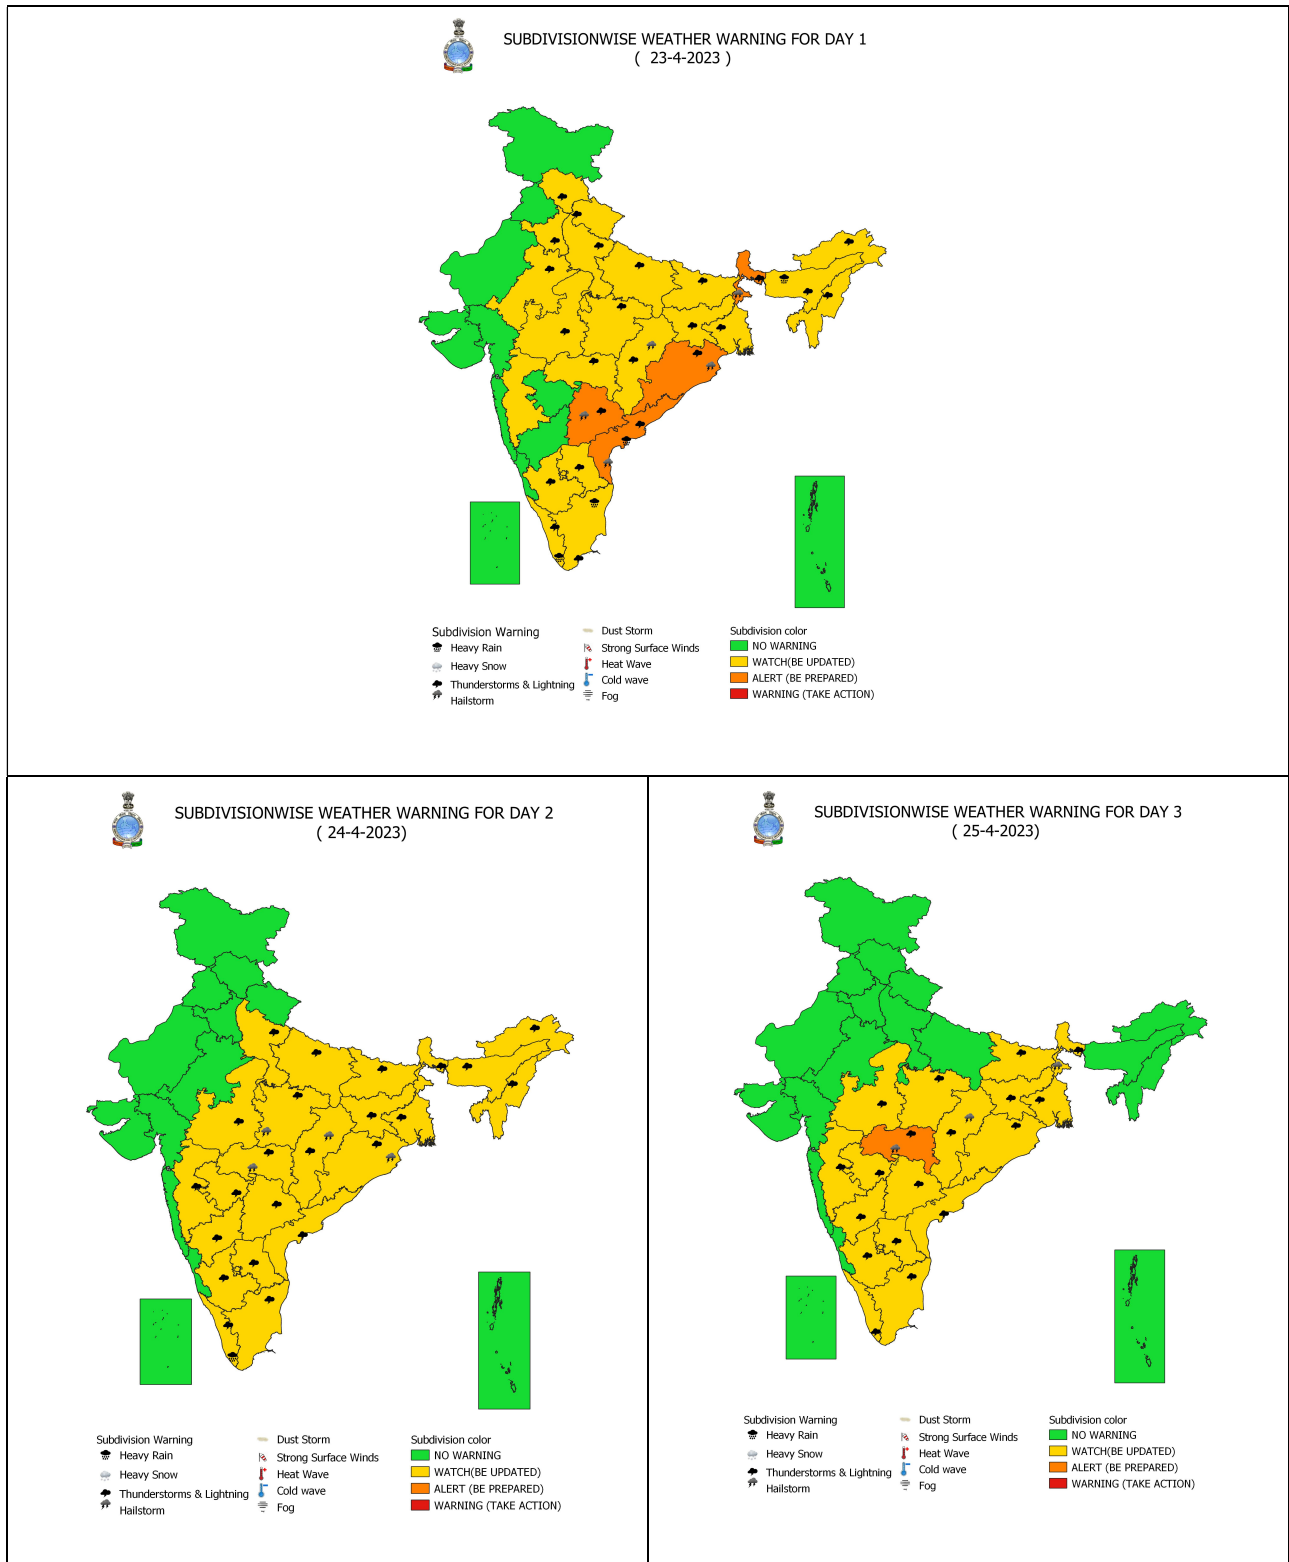 SUBDIVISIONWISE WEATHER WARNING FOR DAY 1
( 23-4-2023 )
Subdivision Warning
Heavy Rain
Heavy Snow
Thunderstorms & Lightning
Hailstorm
Dust Storm
Strong Surface Winds
Heat Wave
Cold wave
Fog
Subdivision color
NO WARNING
WATCH(BE UPDATED)
ALERT (BE PREPARED)
WARNING (TAKE ACTION)
SUBDIVISIONWISE WEATHER WARNING FOR DAY 2
( 24-4-2023)
Subdivision Warning
Heavy Rain
Heavy Snow
Thunderstorms & Lightning
Hailstorm
Dust Storm
Strong Surface Winds
Heat Wave
Cold wave
Fog
Subdivision color
NO WARNING
WATCH(BE UPDATED)
ALERT (BE PREPARED)
WARNING (TAKE ACTION)
SUBDIVISIONWISE WEATHER WARNING FOR DAY 3
( 25-4-2023)
Subdivision Warning
Heavy Rain
Heavy Snow
Thunderstorms & Lightning
Hailstorm
Dust Storm
Strong Surface Winds
Heat Wave
Cold wave
Fog
Subdivision color
NO WARNING
WATCH(BE UPDATED)
ALERT (BE PREPARED)
WARNING (TAKE ACTION)